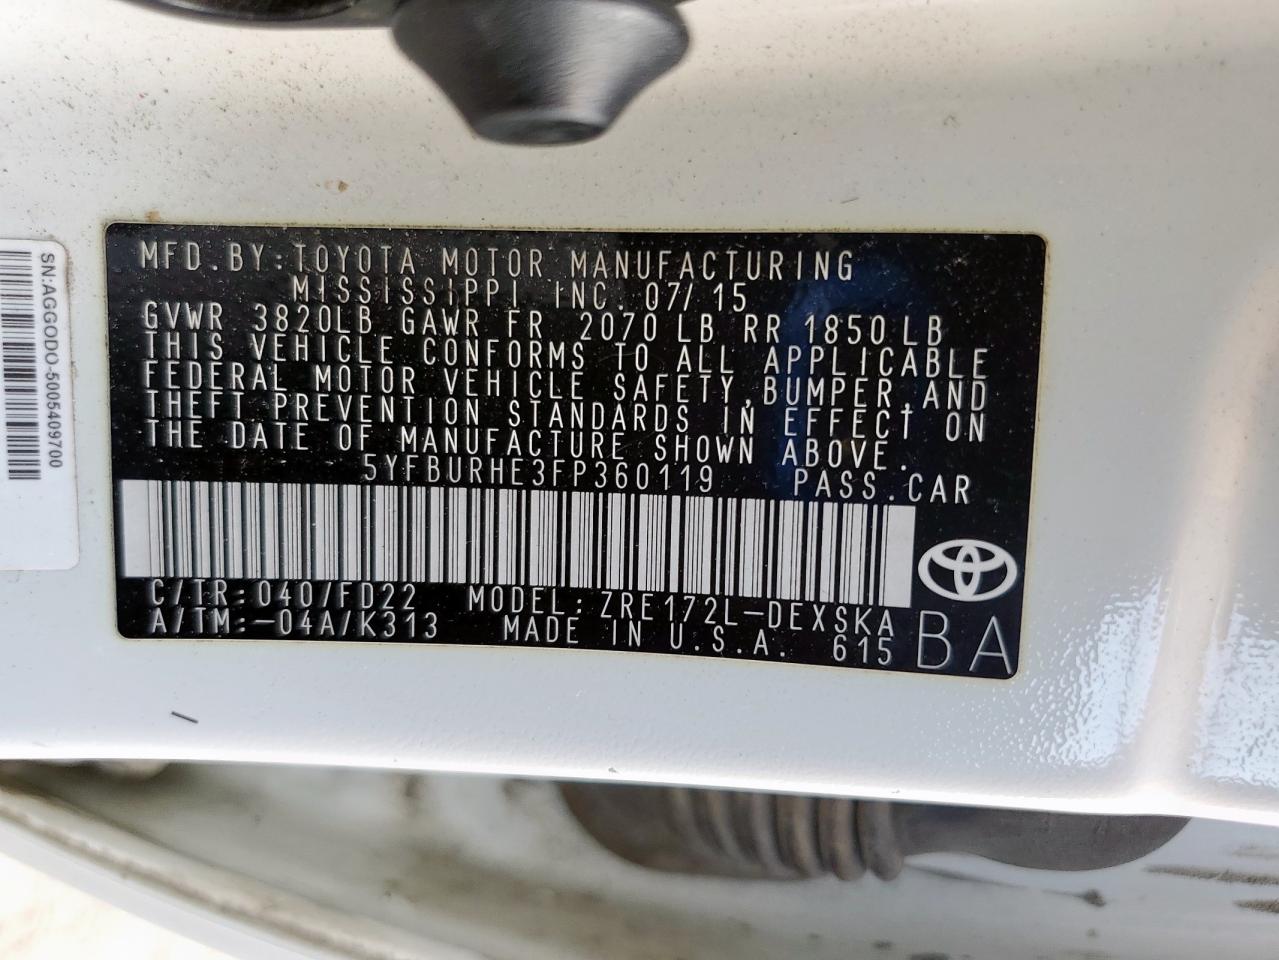 MFD.BY:TOYOTA MOTOR MANUFACTURING
MISSISSIPPI INC. 07/15
GVWR 3820LB GAWR FR 2070 LB RR 1850 LB
THIS VEHICLE CONFORMS TO ALL APPLICABLE
FEDERAL MOTOR VEHICLE SAFETY,BUMPER,AND
THEFT PREVENTION STANDARDS IN EFFECT ON
THE DATE OF MANUFACTURE SHOWN ABOVE.
5YFBURHE3FP360119 PASS.CAR
C/TR:040/FD22 MODEL:ZRE172L-DEXSKA
A/TM:-04A/K313 MADE IN U.S.A. 615
BA
SN:AGGODO-5005409700